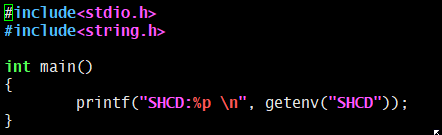 #include<stdio.h>
#include<string.h>
int main()
{
printf("SHCD:%p \n", getenv("SHCD"));
}